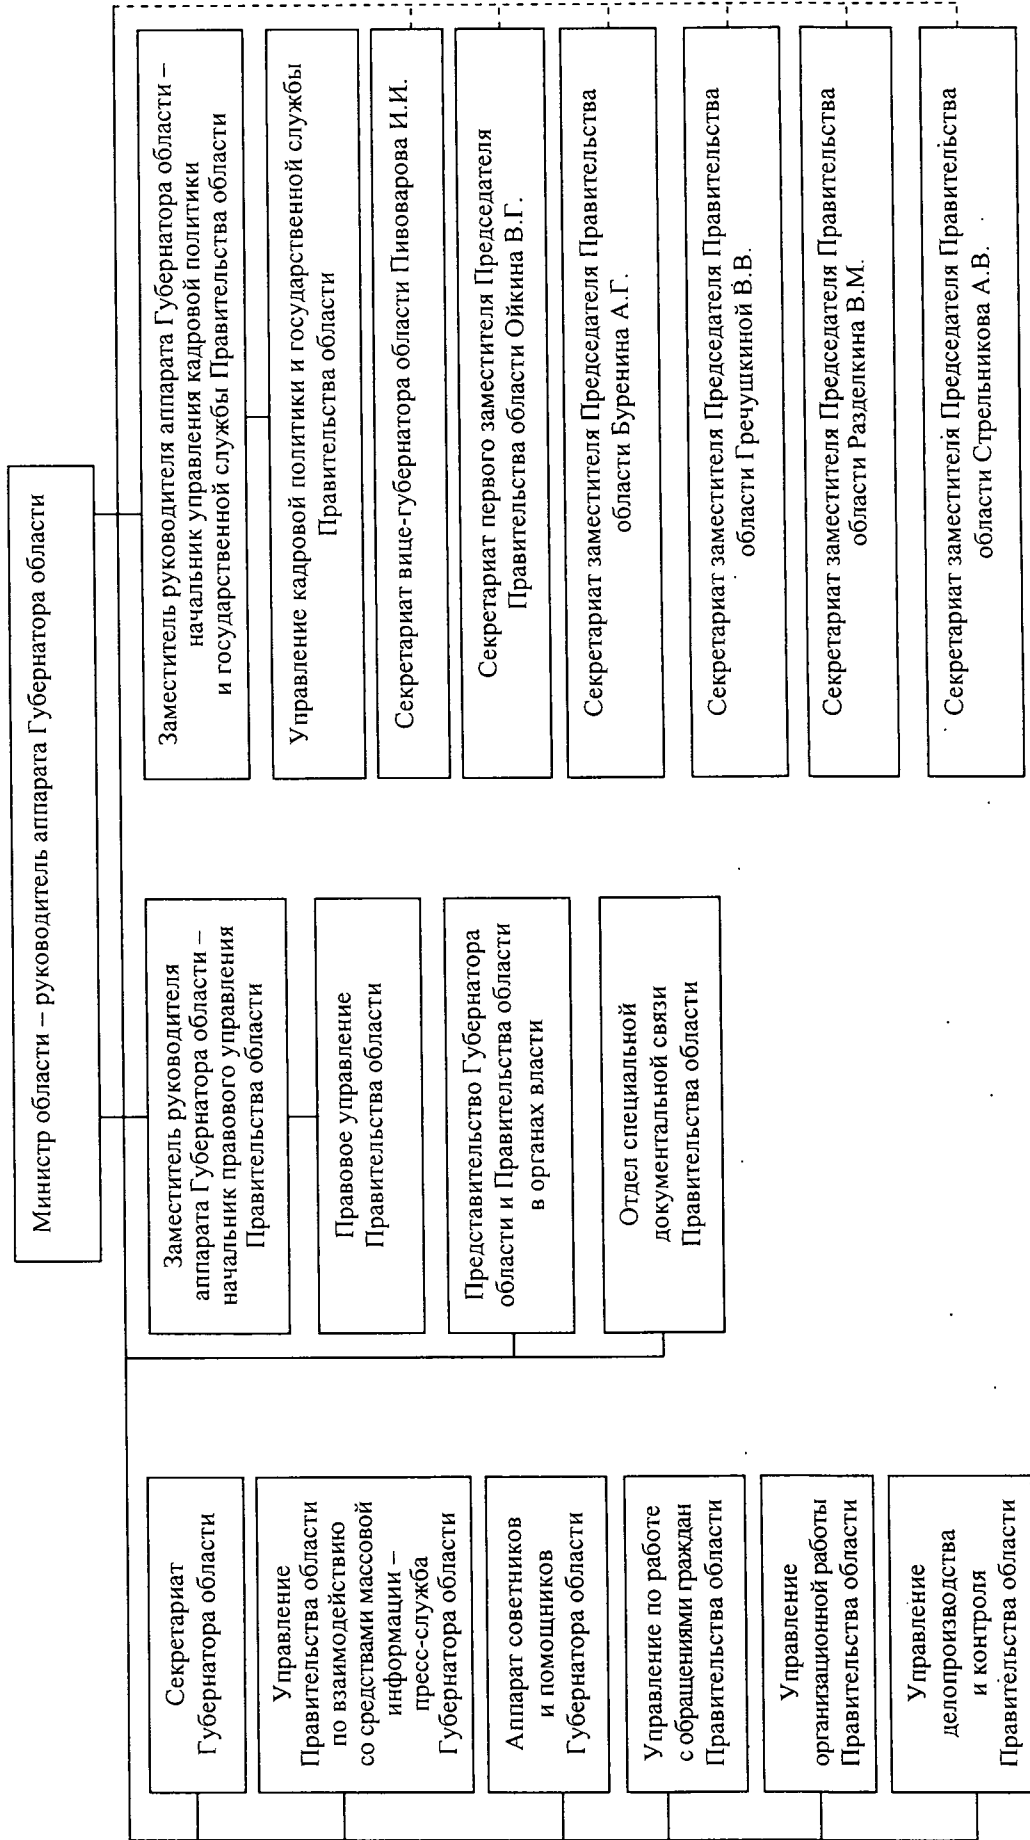 Министр области – руководитель аппарата Губернатора области
Секретариат
Губернатора области
Управление
Правительства области
по взаимодействию
со средствами массовой
информации –
пресс-служба
Губернатора области
Аппарат советников
и помощников
Губернатора области
Управление по работе
с обращениями граждан
Правительства области
Управление
организационной работы
Правительства области
Управление
делопроизводства
и контроля
Правительства области
Заместитель руководителя
аппарата Губернатора области –
начальник правового управления
Правительства области
Правовое управление
Правительства области
Представительство Губернатора
области и Правительства области
в органах власти
Отдел специальной
документальной связи
Правительства области
Заместитель руководителя аппарата Губернатора области –
начальник управления кадровой политики
и государственной службы Правительства области
Управление кадровой политики и государственной службы
Правительства области
Секретариат вице-губернатора области Пивоварова И.И.
Секретариат первого заместителя Председателя
Правительства области Ойкина В.Г.
Секретариат заместителя Председателя Правительства
области Буренина А.Г.
Секретариат заместителя Председателя Правительства
области Гречушкиной В.В.
Секретариат заместителя Председателя Правительства
области Разделкина В.М.
Секретариат заместителя Председателя Правительства
области Стрельникова А.В.